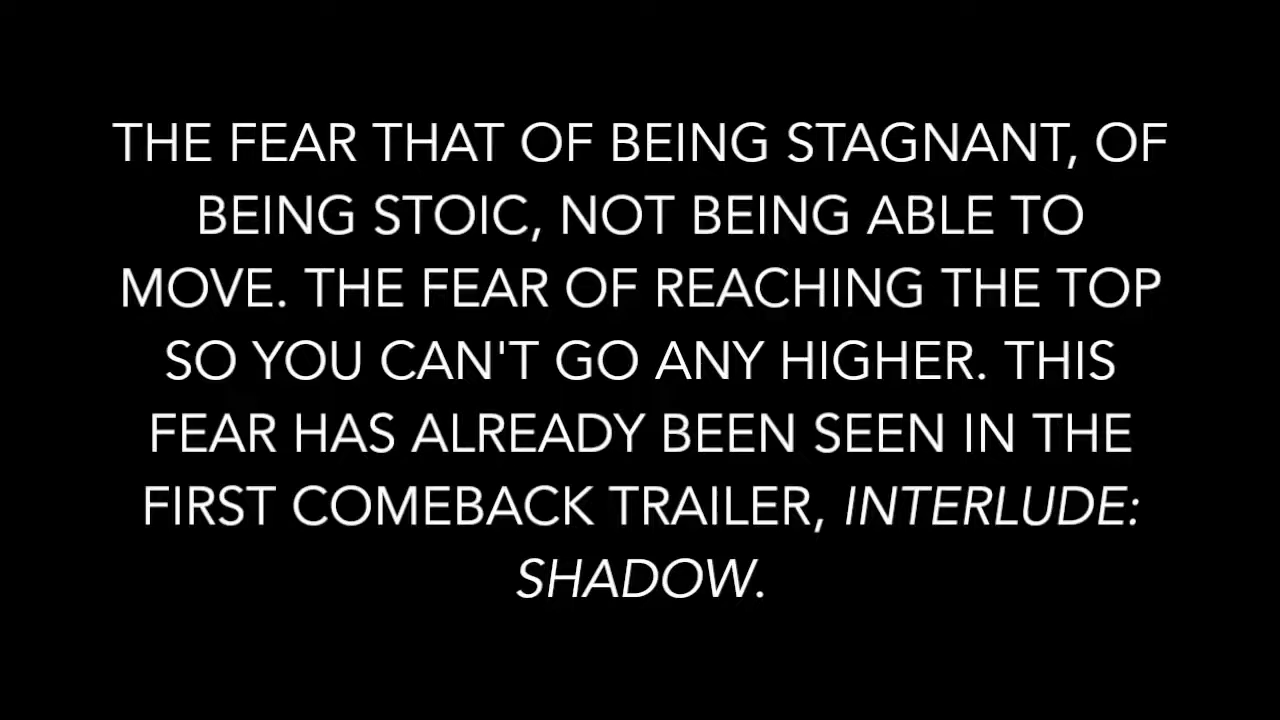 THE FEAR THAT OF BEING STAGNANT, OF
BEING STOIC, NOT BEING ABLE TO
MOVE. THE FEAR OF REACHING THE TOP
SO YOU CAN'T GO ANY HIGHER. THIS
FEAR HAS ALREADY BEEN SEEN IN THE
FIRST COMEBACK TRAILER, INTERLUDE:
SHADOW.